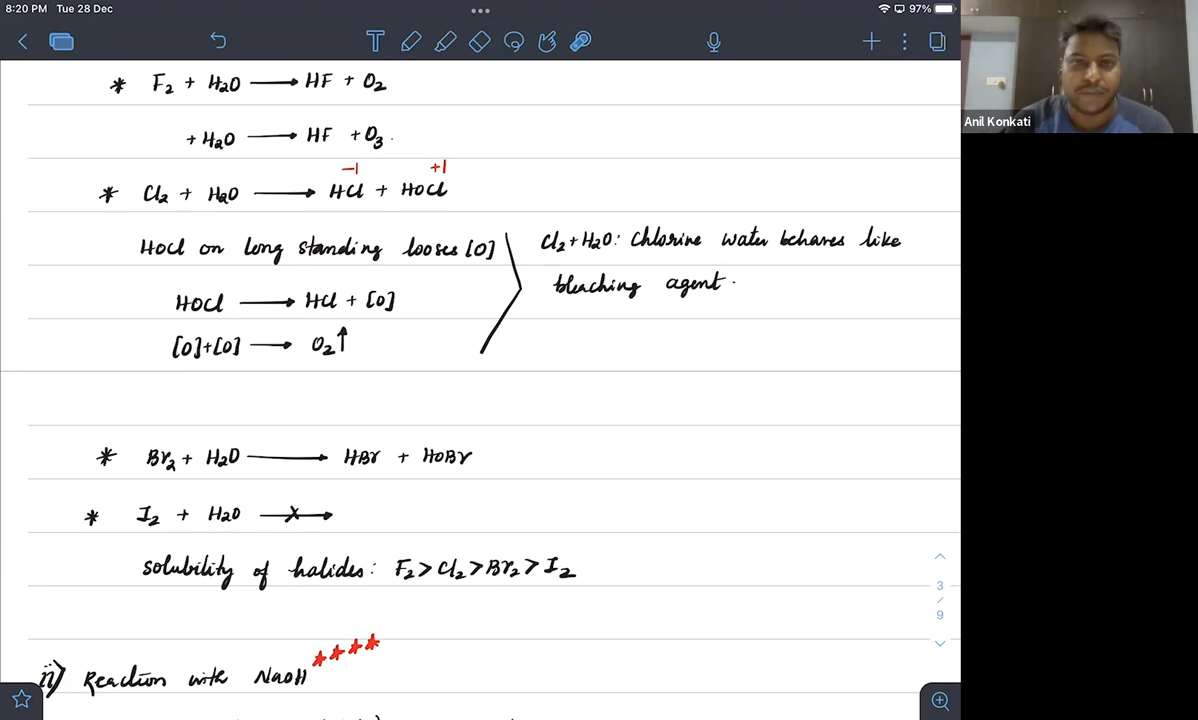 8:20 PM Tue 28 Dec
97%
Anil Konkati
* F₂ + H₂O ⟶ HF + O₂
+ H₂O ⟶ HF + O₃.
-1 +1
* Cl₂ + H₂O ⟶ HCl + HOCl
HOCl on long standing looses [O]
Cl₂+H₂O: Chlorine water behaves like
bleaching agent.
HOCl ⟶ HCl + [O]
[O]+[O] ⟶ O₂↑
* Br₂ + H₂O ⟶ HBr + HOBr
* I₂ + H₂O —x→
solubility of halides: F₂ > Cl₂ > Br₂ > I₂
3
/
9
ii) Reaction with NaOH ****